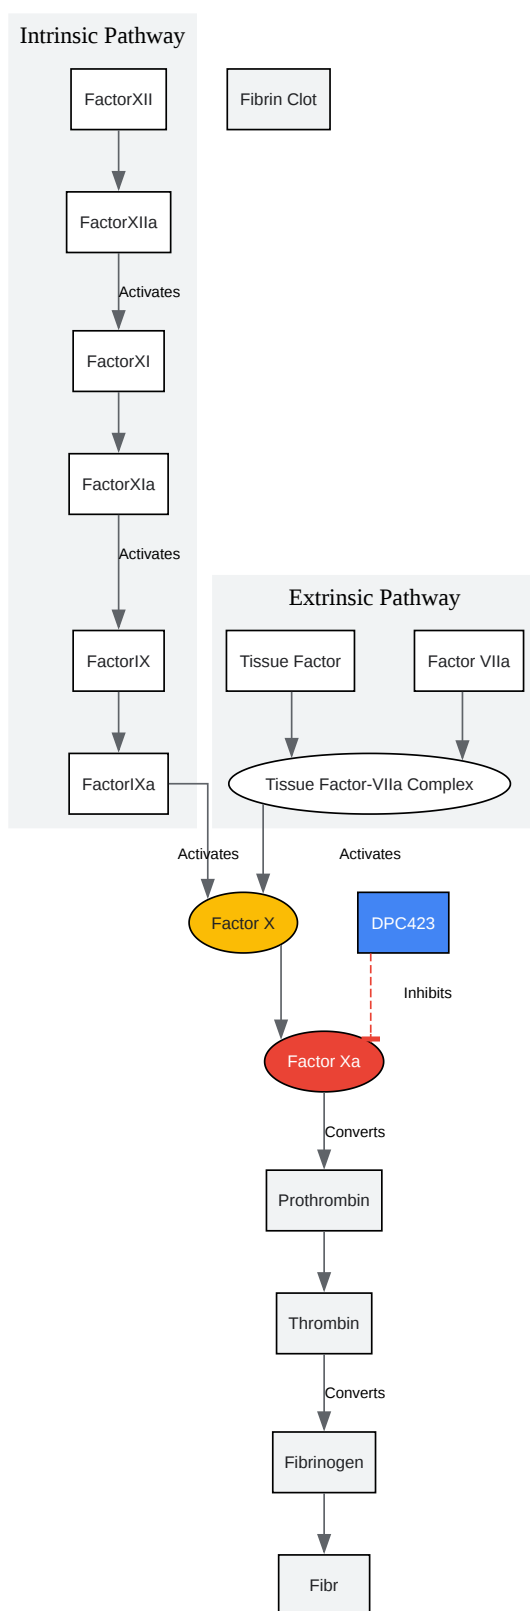 Intrinsic Pathway
FactorXII
Fibrin Clot
FactorXIIa
Activates
FactorXI
FactorXIa
Activates
Extrinsic Pathway
FactorIX
Tissue Factor
Factor VIIa
FactorIXa
Tissue Factor-VIIa Complex
Activates
Activates
Factor X
DPC423
Inhibits
Factor Xa
Converts
Prothrombin
Thrombin
Converts
Fibrinogen
Fibr